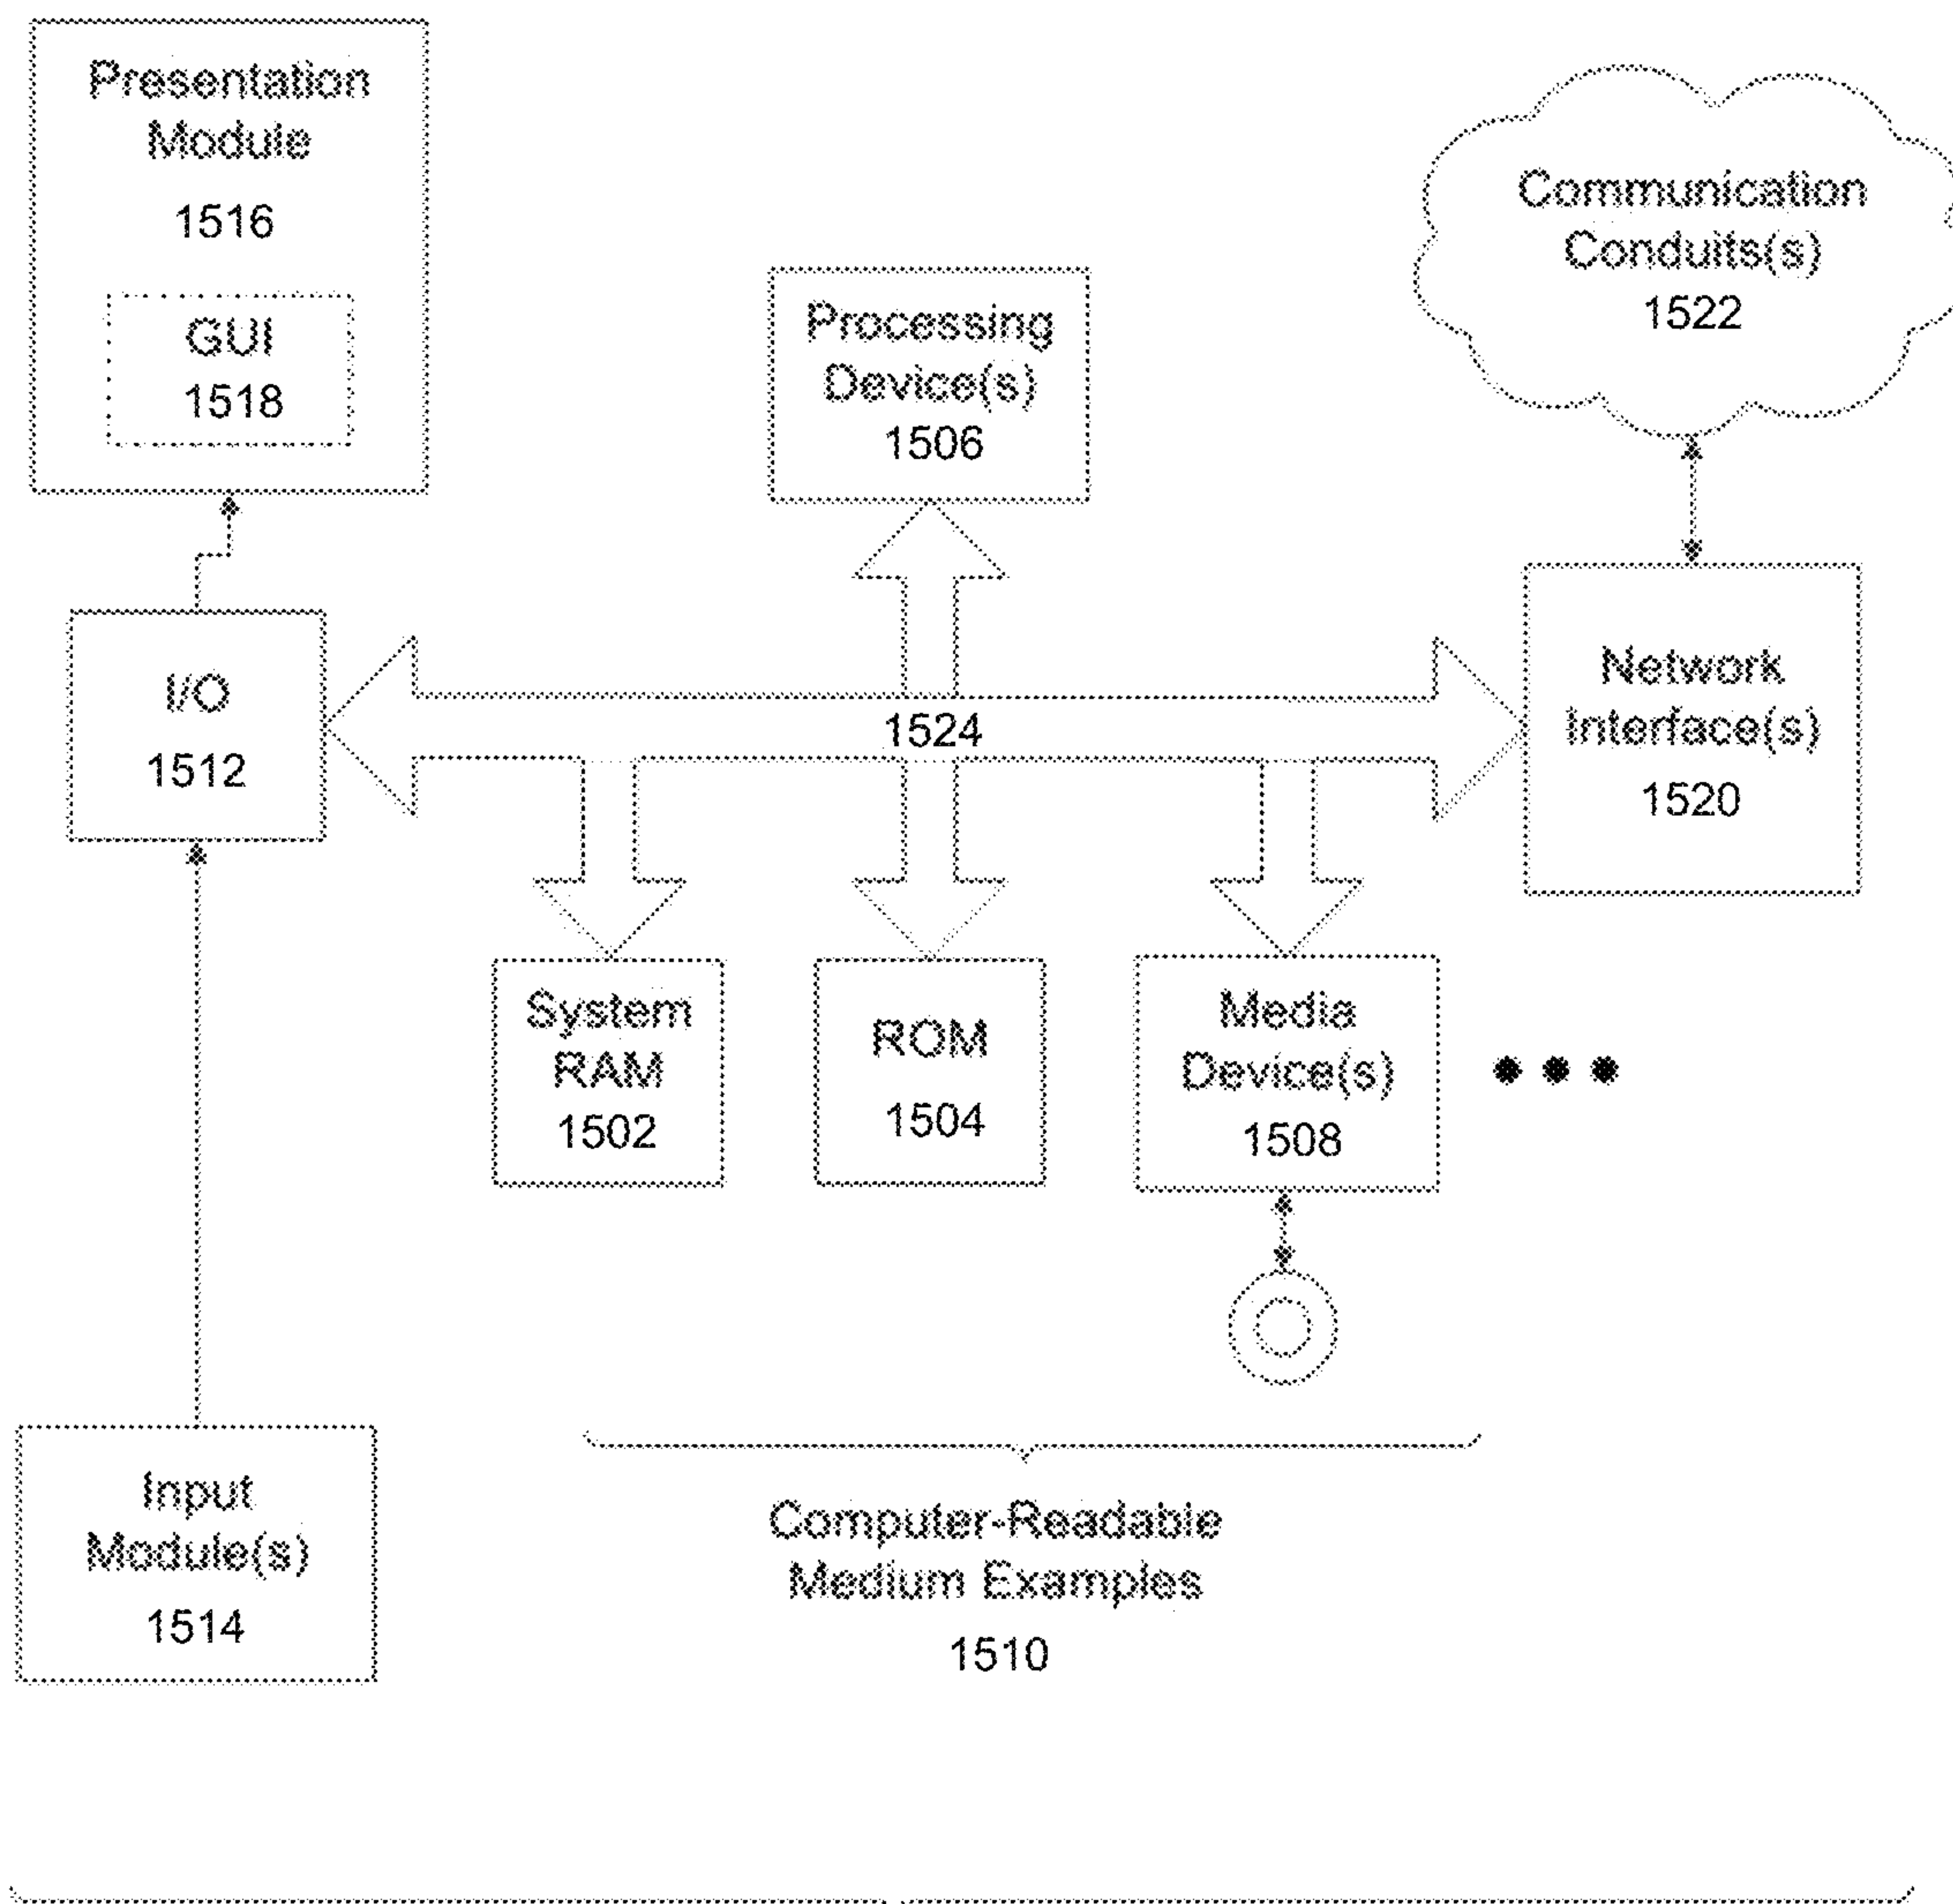 Presentation
Module
1516
GUI
1518
Communication
Conduits(s)
1522
Processing
Device(s)
1506
I/O
1512
1524
Network
Interface(s)
1520
System
RAM
1502
ROM
1504
Media
Device(s)
1508
Input
Module(s)
1514
Computer-Readable
Medium Examples
1510